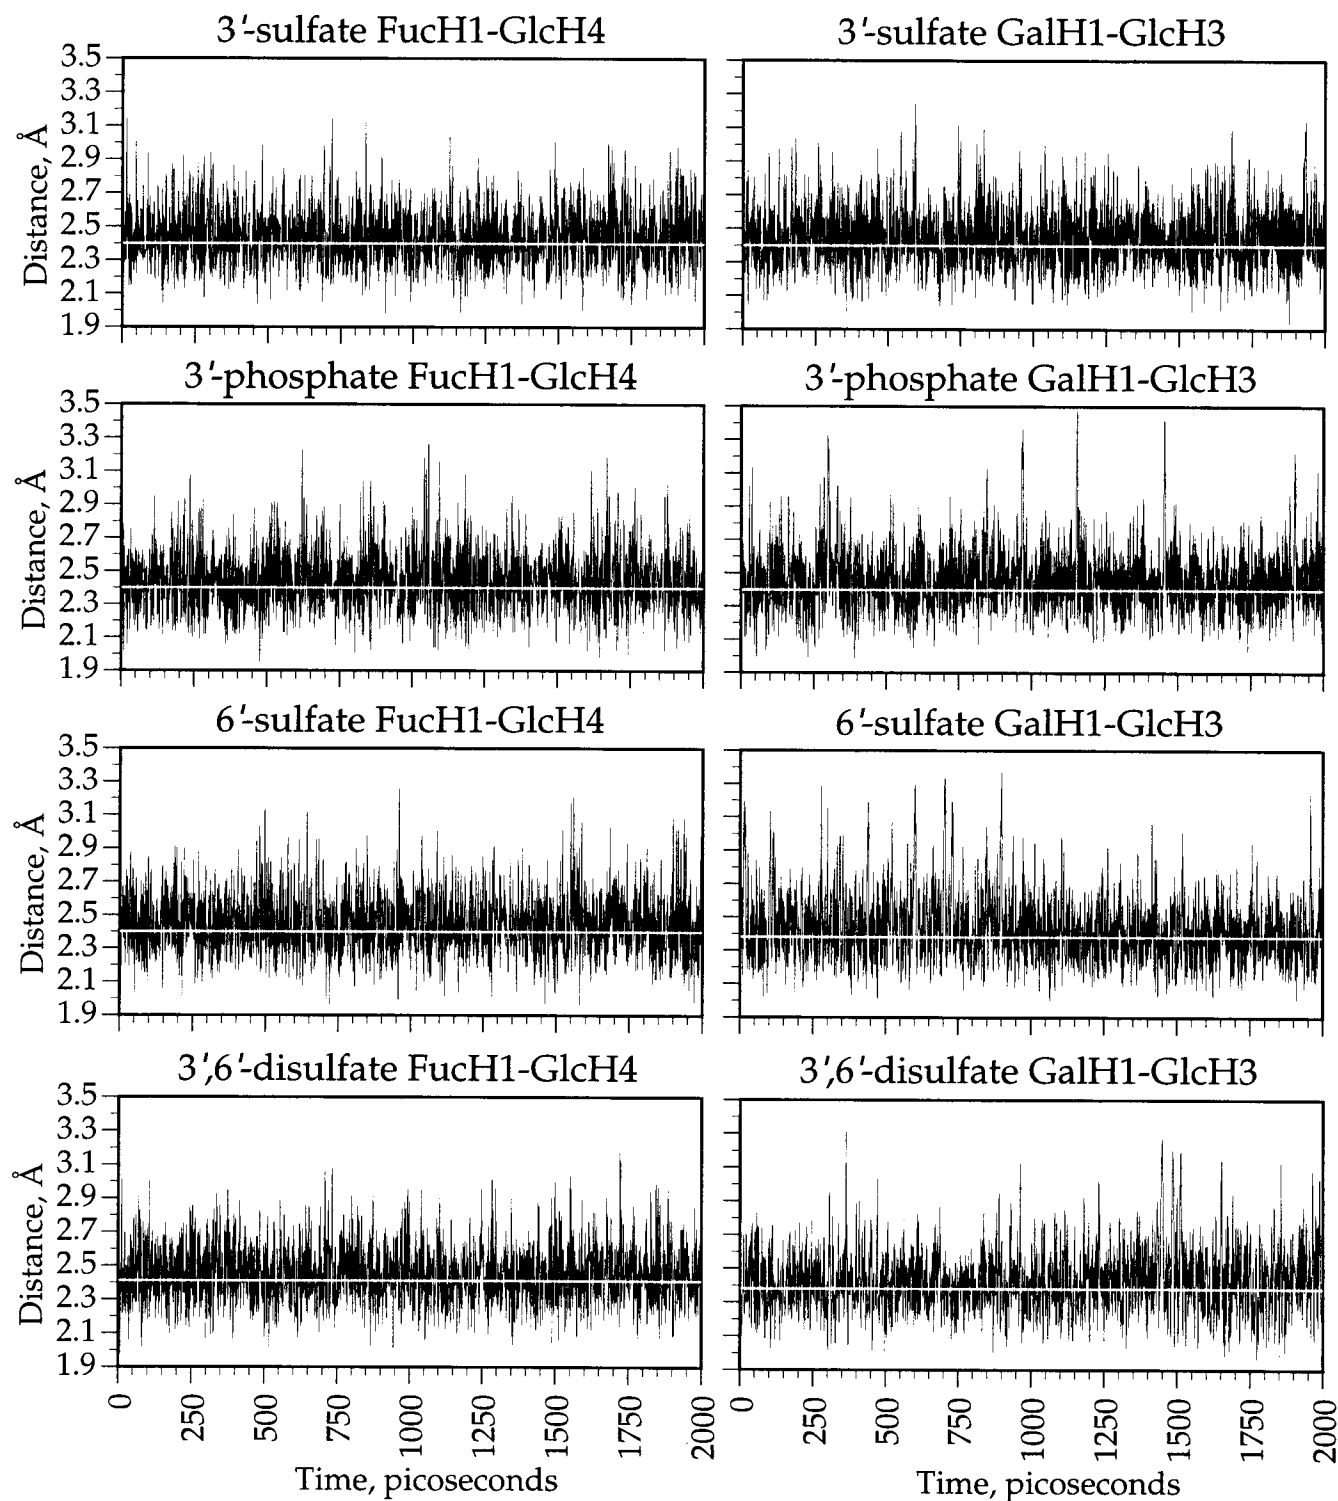 3′-sulfate FucH1-GlcH4
3′-sulfate GalH1-GlcH3
3.5
3.3
3.1
2.9
2.7
2.5
2.3
2.1
1.9
Distance, Å
3′-phosphate FucH1-GlcH4
3′-phosphate GalH1-GlcH3
3.5
3.3
3.1
2.9
2.7
2.5
2.3
2.1
1.9
Distance, Å
6′-sulfate FucH1-GlcH4
6′-sulfate GalH1-GlcH3
3.5
3.3
3.1
2.9
2.7
2.5
2.3
2.1
1.9
Distance, Å
3′,6′-disulfate FucH1-GlcH4
3′,6′-disulfate GalH1-GlcH3
3.5
3.3
3.1
2.9
2.7
2.5
2.3
2.1
1.9
Distance, Å
0 250 500 750 1000 1250 1500 1750 2000
0 250 500 750 1000 1250 1500 1750 2000
Time, picoseconds
Time, picoseconds